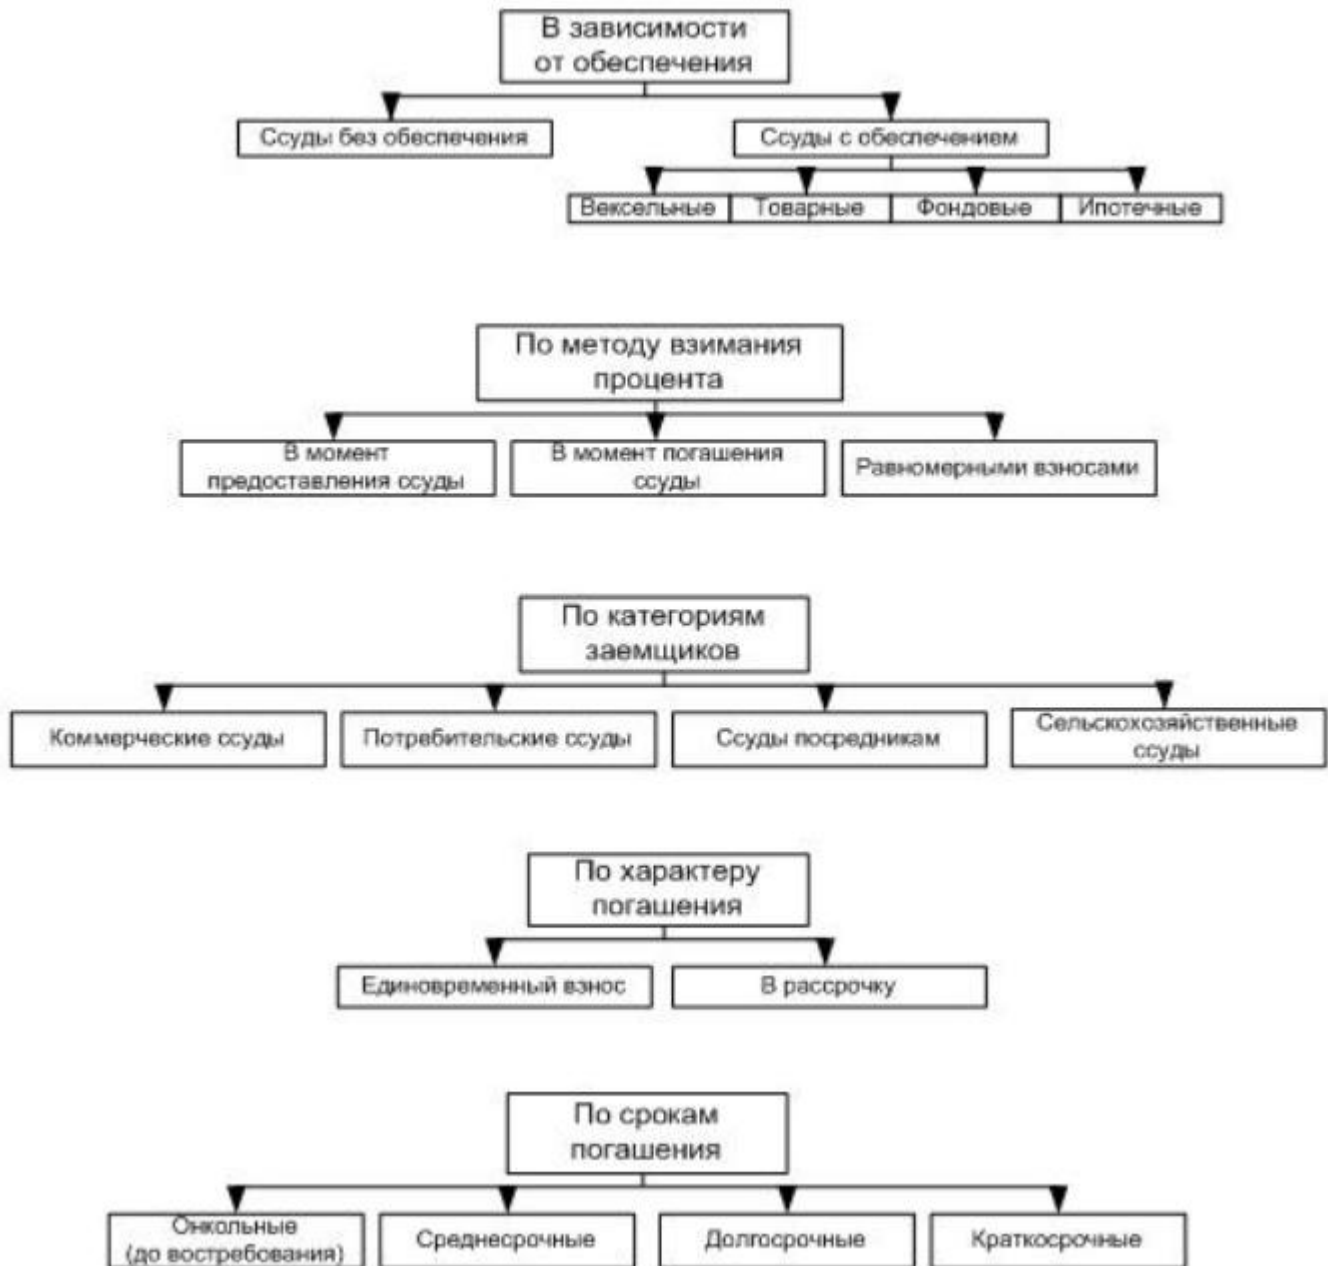 В зависимости
от обеспечения
Ссуды без обеспечения
Ссуды с обеспечением
Вексельные
Товарные
Фондовые
Ипотечные
По методу взимания
процента
В момент
предоставления ссуды
В момент погашения
ссуды
Равномерными взносами
По категориям
заемщиков
Коммерческие ссуды
Потребительские ссуды
Ссуды посредникам
Сельскохозяйственные
ссуды
По характеру
погашения
Единовременный взнос
В рассрочку
По срокам
погашения
Онкольные
(до востребования)
Среднесрочные
Долгосрочные
Краткосрочные